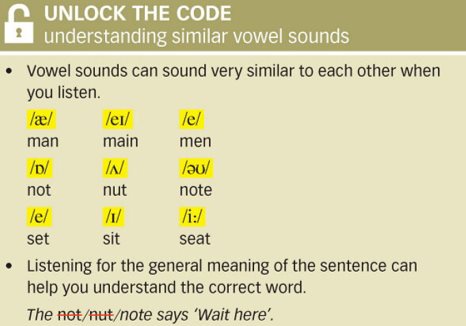 UNLOCK THE CODE
understanding similar vowel sounds
• Vowel sounds can sound very similar to each other when
you listen.
/æ/ /eɪ/ /e/
man main men
/ɒ/ /ʌ/ /əʊ/
not nut note
/e/ /ɪ/ /i:/
set sit seat
• Listening for the general meaning of the sentence can
help you understand the correct word.
The not/nut/note says ‘Wait here’.